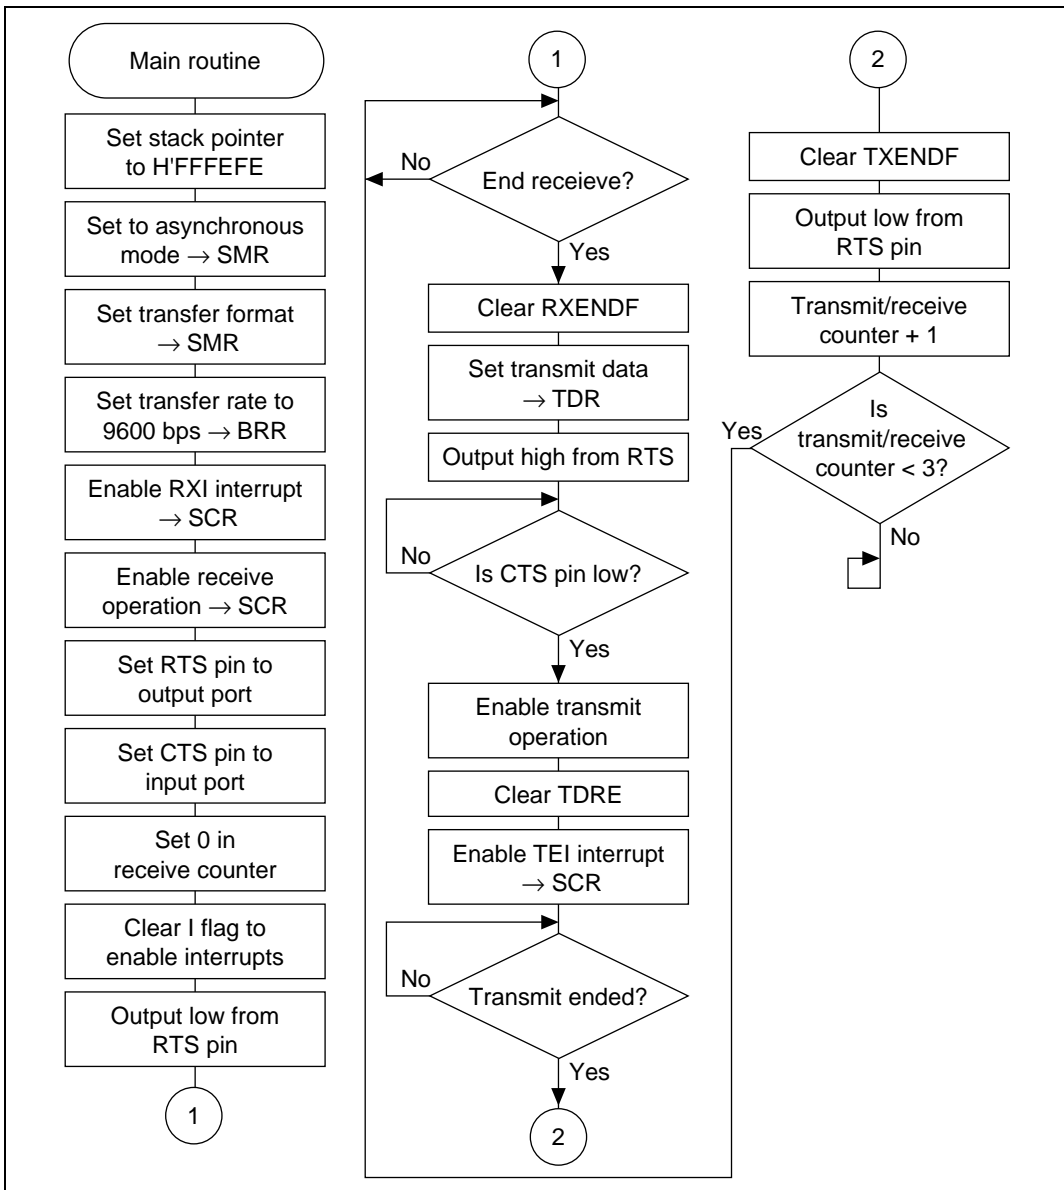 Main routine
Set stack pointer
to H'FFFEFE
Set to asynchronous
mode → SMR
Set transfer format
→ SMR
Set transfer rate to
9600 bps → BRR
Enable RXI interrupt
→ SCR
Enable receive
operation → SCR
Set RTS pin to
output port
Set CTS pin to
input port
Set 0 in
receive counter
Clear I flag to
enable interrupts
Output low from
RTS pin
1
1
No
End receieve?
Yes
Clear RXENDF
Set transmit data
→ TDR
Output high from RTS
No
Is CTS pin low?
Yes
Enable transmit
operation
Clear TDRE
Enable TEI interrupt
→ SCR
No
Transmit ended?
Yes
2
2
Clear TXENDF
Output low from
RTS pin
Transmit/receive
counter + 1
Yes
Is
transmit/receive
counter < 3?
No